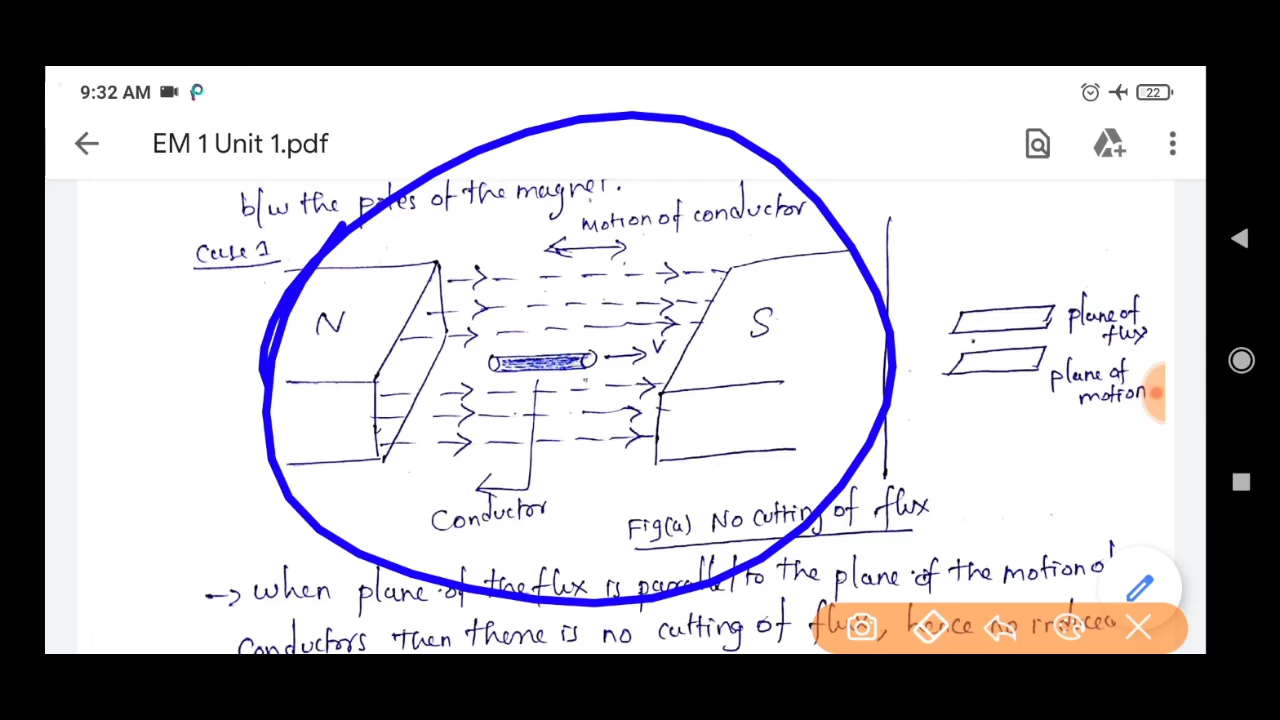 9:32 AM
22
EM 1 Unit 1.pdf
b/w the poles of the magnet.
motion of conductor
Case 1
N
S
V
plane of
flux
plane of
motion
Conductor
Fig(a) No cutting of flux
→ when plane of the flux is parallel to the plane of the motion of
conductors then there is no cutting of flux, hence no induced